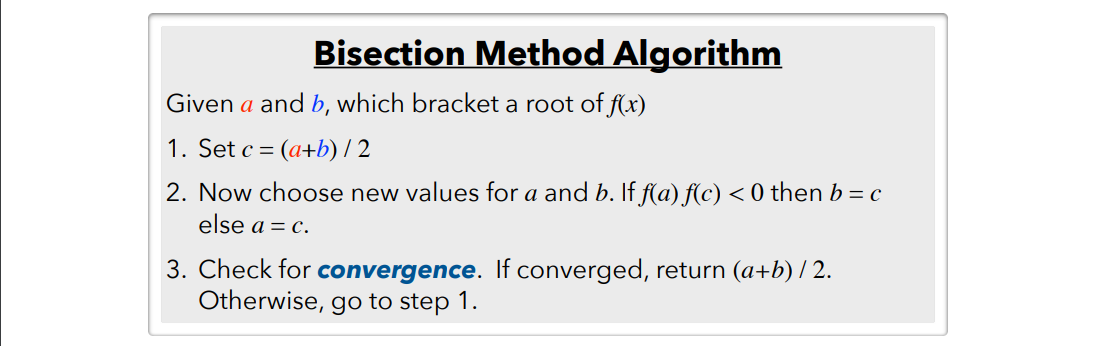 Bisection Method Algorithm
Given a and b, which bracket a root of f(x)
1. Set c = (a+b) / 2
2. Now choose new values for a and b. If f(a) f(c) < 0 then b = c
else a = c.
3. Check for convergence. If converged, return (a+b) / 2.
Otherwise, go to step 1.